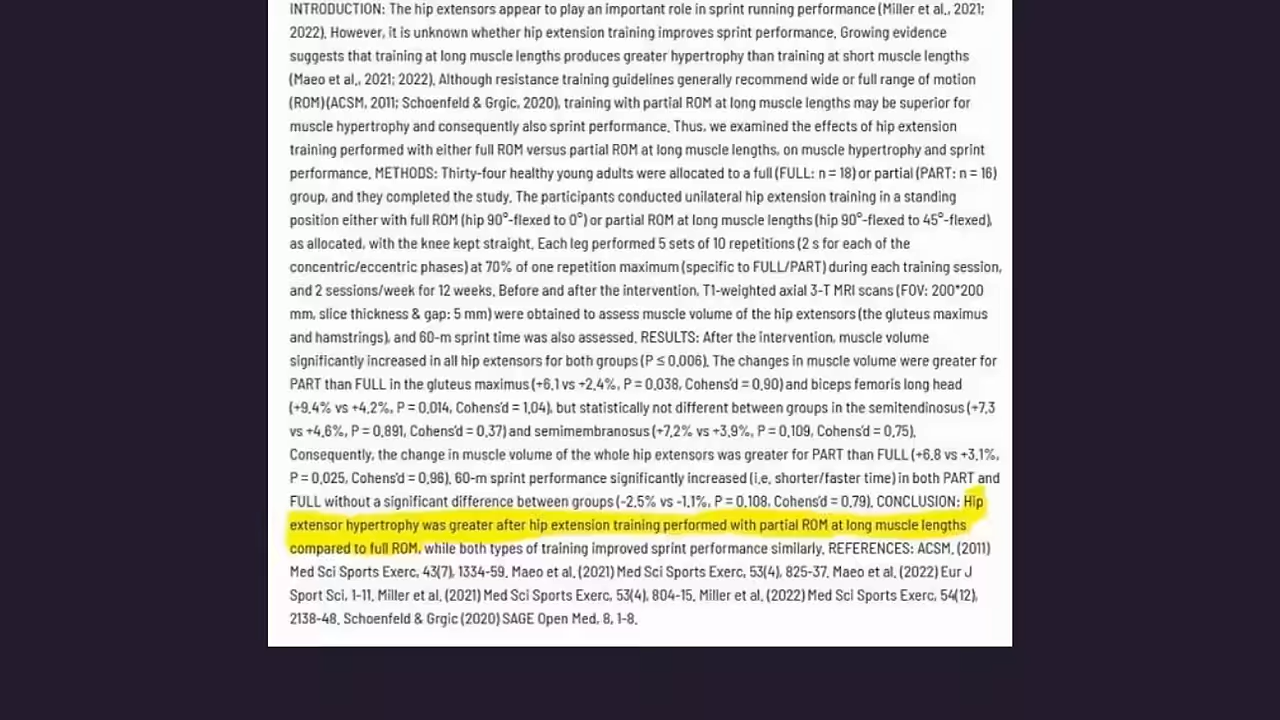 INTRODUCTION: The hip extensors appear to play an important role in sprint running performance (Miller et al., 2021;
2022). However, it is unknown whether hip extension training improves sprint performance. Growing evidence
suggests that training at long muscle lengths produces greater hypertrophy than training at short muscle lengths
(Maeo et al., 2021; 2022). Although resistance training guidelines generally recommend wide or full range of motion
(ROM)(ACSM, 2011; Schoenfeld & Grgic, 2020), training with partial ROM at long muscle lengths may be superior for
muscle hypertrophy and consequently also sprint performance. Thus, we examined the effects of hip extension
training performed with either full ROM versus partial ROM at long muscle lengths, on muscle hypertrophy and sprint
performance. METHODS: Thirty-four healthy young adults were allocated to a full (FULL: n = 18) or partial (PART: n = 16)
group, and they completed the study. The participants conducted unilateral hip extension training in a standing
position either with full ROM (hip 90°-flexed to 0°) or partial ROM at long muscle lengths (hip 90°-flexed to 45°-flexed),
as allocated, with the knee kept straight. Each leg performed 5 sets of 10 repetitions (2 s for each of the
concentric/eccentric phases) at 70% of one repetition maximum (specific to FULL/PART) during each training session,
and 2 sessions/week for 12 weeks. Before and after the intervention, T1-weighted axial 3-T MRI scans (FOV: 200*200
mm, slice thickness & gap: 5 mm) were obtained to assess muscle volume of the hip extensors (the gluteus maximus
and hamstrings), and 60-m sprint time was also assessed. RESULTS: After the intervention, muscle volume
significantly increased in all hip extensors for both groups (P ≤ 0.006). The changes in muscle volume were greater for
PART than FULL in the gluteus maximus (+6.1 vs +2.4%, P = 0.038, Cohens'd = 0.90) and biceps femoris long head
(+9.4% vs +4.2%, P = 0.014, Cohens'd = 1.04), but statistically not different between groups in the semitendinosus (+7.3
vs +4.6%, P = 0.891, Cohens'd = 0.37) and semimembranosus (+7.2% vs +3.9%, P = 0.109, Cohens'd = 0.75).
Consequently, the change in muscle volume of the whole hip extensors was greater for PART than FULL (+6.8 vs +3.1%,
P = 0.025, Cohens'd = 0.96). 60-m sprint performance significantly increased (i.e. shorter/faster time) in both PART and
FULL without a significant difference between groups (-2.5% vs -1.1%, P = 0.108, Cohens'd = 0.79). CONCLUSION: Hip
extensor hypertrophy was greater after hip extension training performed with partial ROM at long muscle lengths
compared to full ROM, while both types of training improved sprint performance similarly. REFERENCES: ACSM. (2011)
Med Sci Sports Exerc, 43(7), 1334-59. Maeo et al. (2021) Med Sci Sports Exerc, 53(4), 825-37. Maeo et al. (2022) Eur J
Sport Sci, 1-11. Miller et al. (2021) Med Sci Sports Exerc, 53(4), 804-15. Miller et al. (2022) Med Sci Sports Exerc, 54(12),
2138-48. Schoenfeld & Grgic (2020) SAGE Open Med, 8, 1-8.